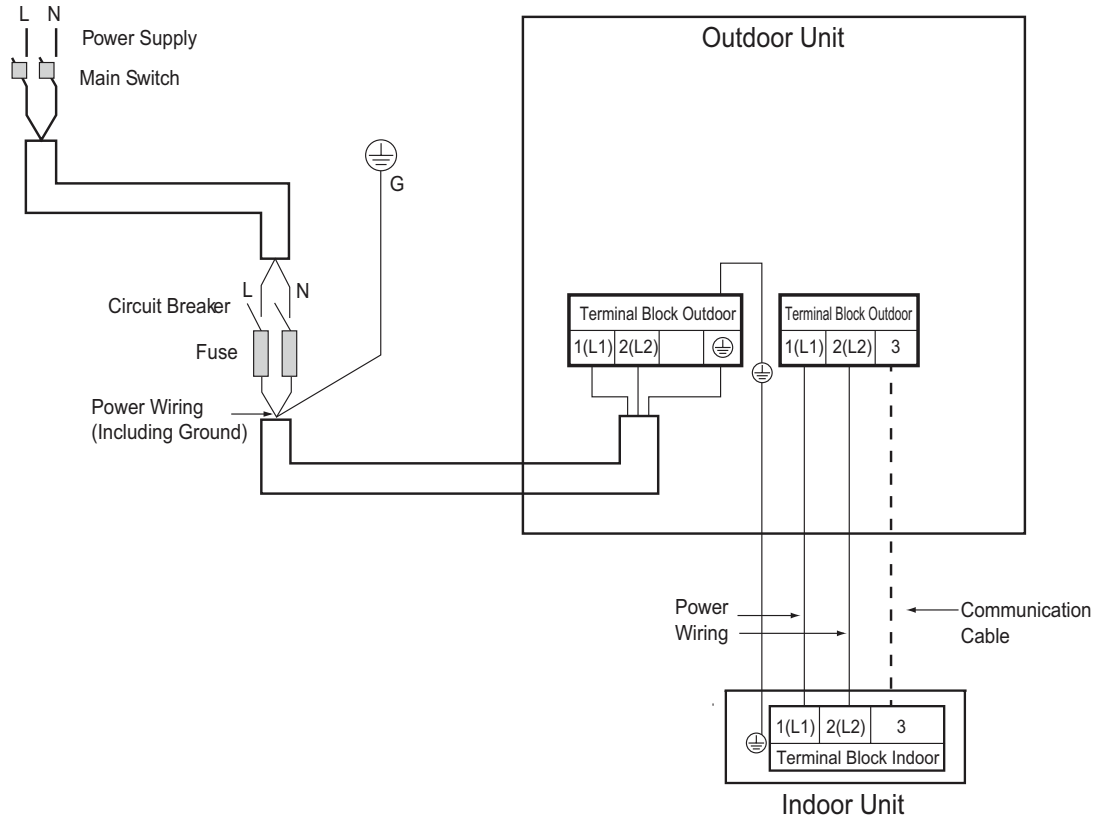 L N
Power Supply
Main Switch
Outdoor Unit
G
L N
Circuit Breaker
Fuse
Power Wiring
(Including Ground)
Terminal Block Outdoor
1(L1) 2(L2)
Terminal Block Outdoor
1(L1) 2(L2) 3
Power
Wiring
Communication
Cable
1(L1) 2(L2) 3
Terminal Block Indoor
Indoor Unit